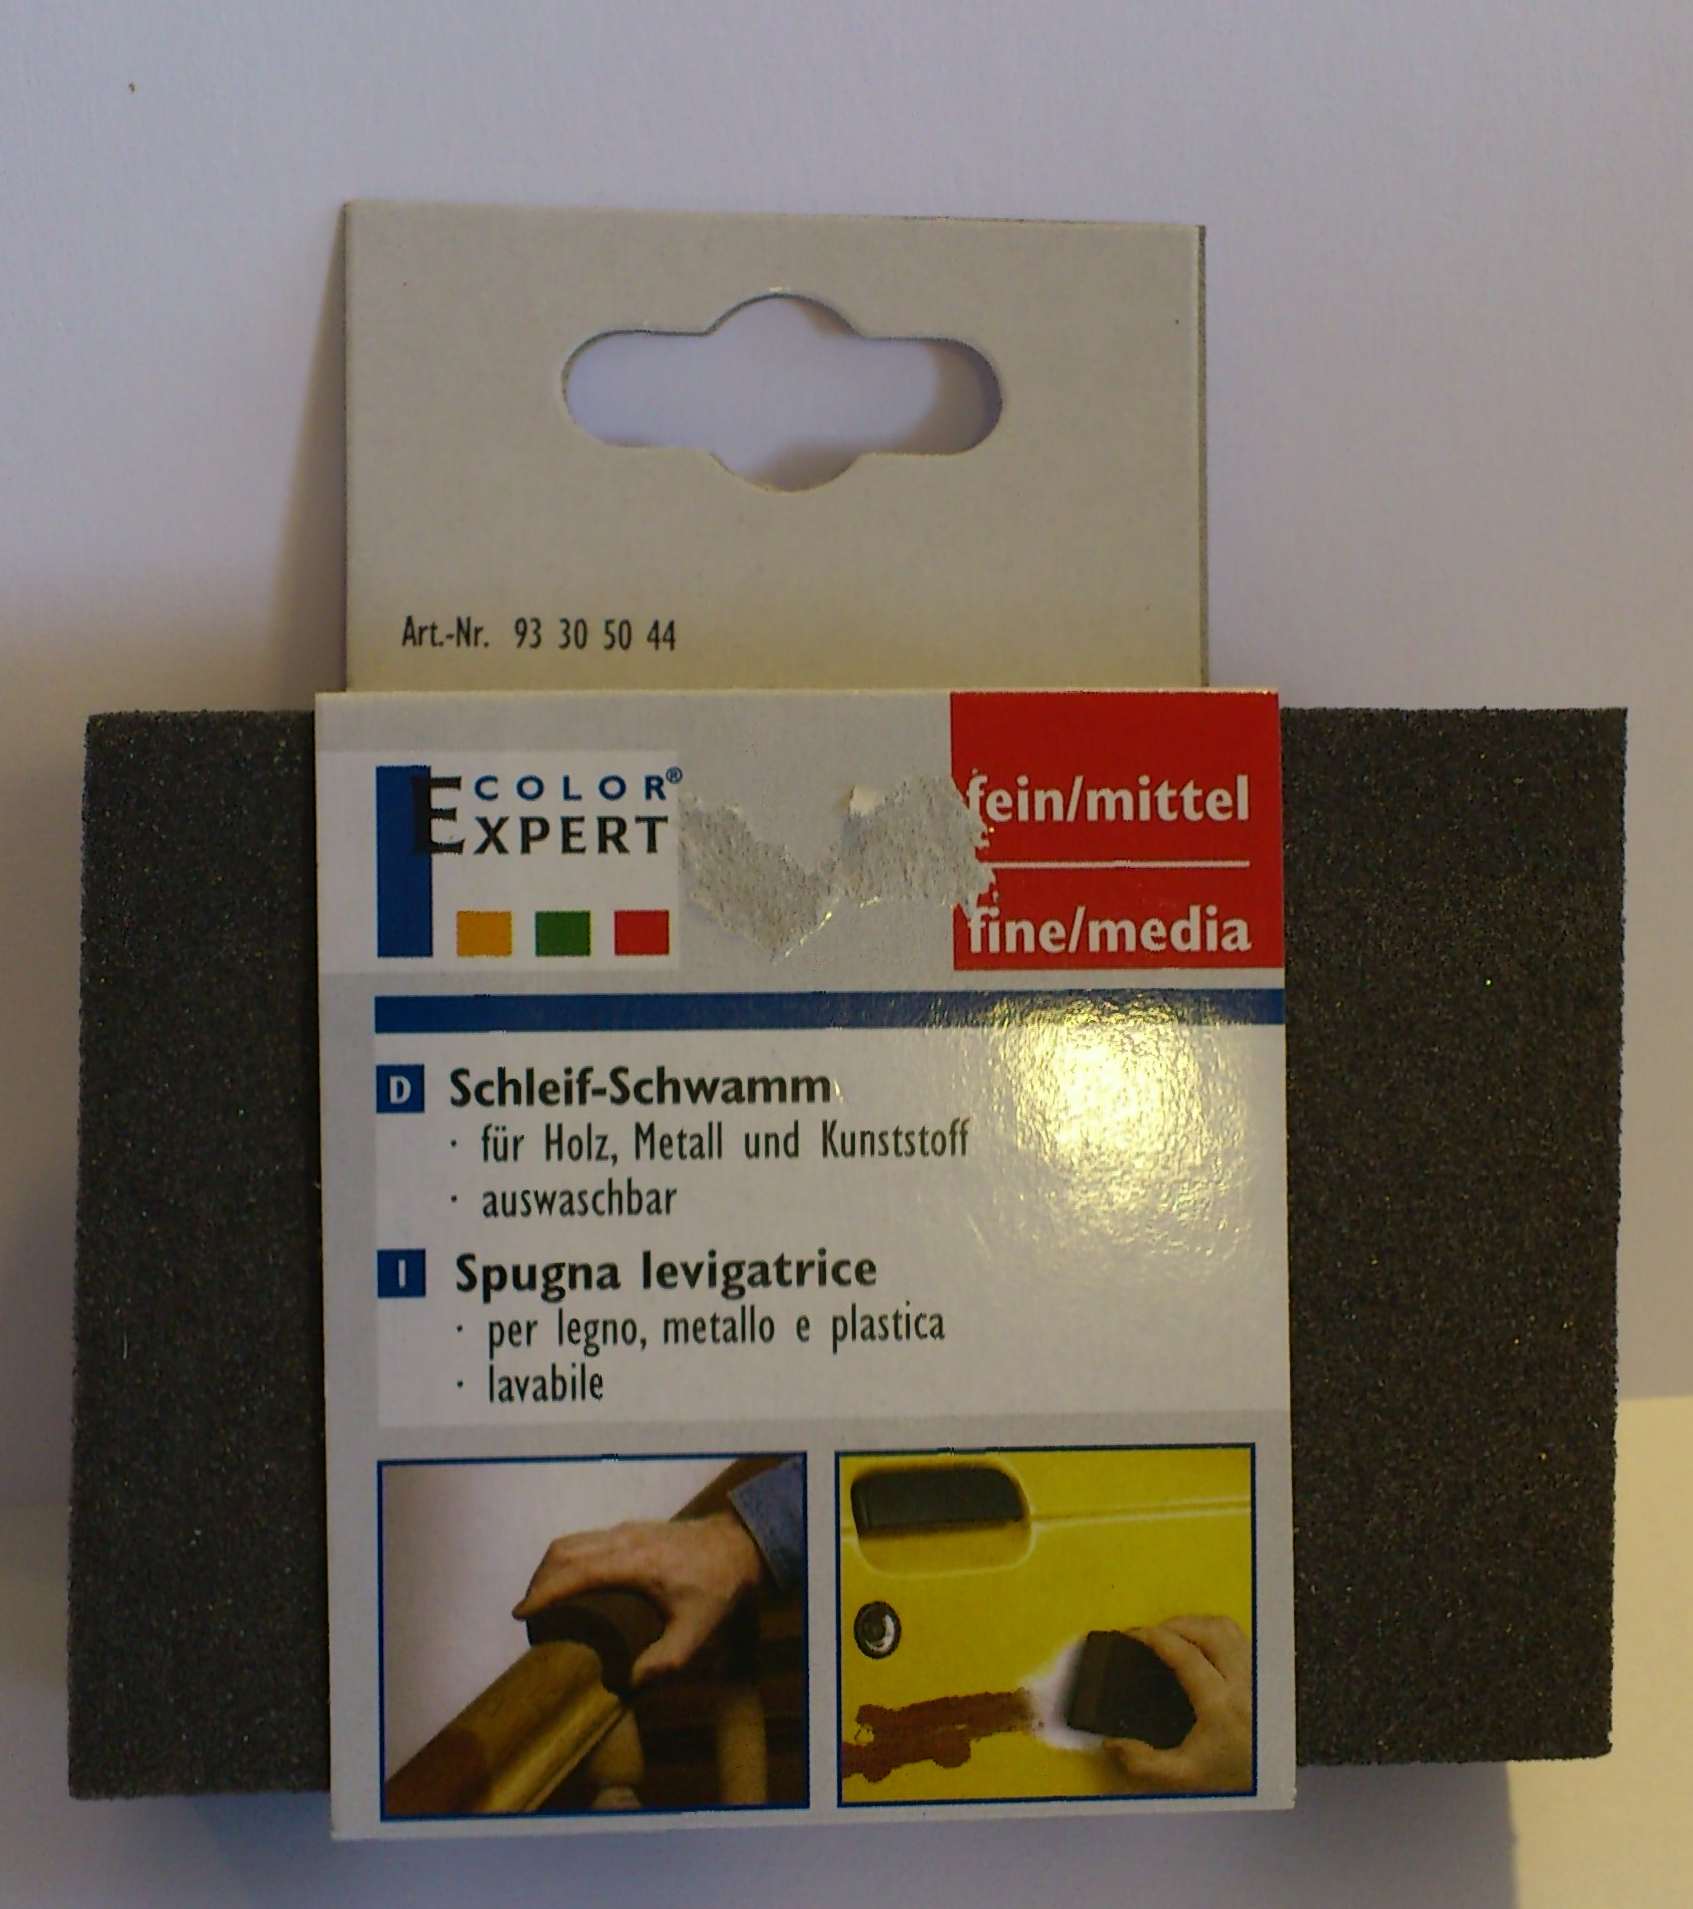 Art.-Nr. 93 30 50 44
COLOR®
EXPERT
fein/mittel
fine/media
D Schleif-Schwamm
· für Holz, Metall und Kunststoff
· auswaschbar
I Spugna levigatrice
· per legno, metallo e plastica
· lavabile